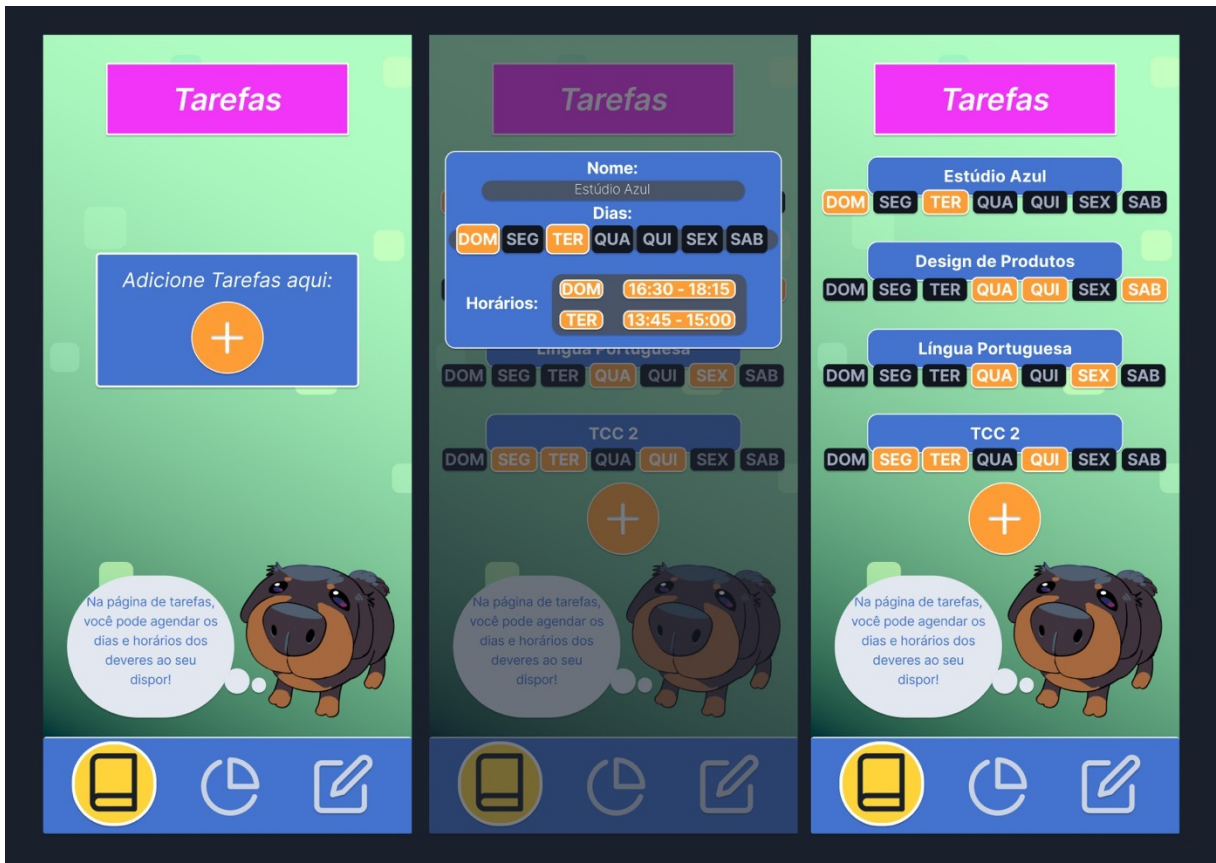 Tarefas
Adicione Tarefas aqui:
Na página de tarefas,
você pode agendar os
dias e horários dos
deveres ao seu
dispor!
Tarefas
Nome:
Estúdio Azul
Dias:
DOM SEG TER QUA QUI SEX SAB
Horários:
DOM 16:30 - 18:15
TER 13:45 - 15:00
Língua Portuguesa
DOM SEG TER QUA QUI SEX SAB
TCC 2
DOM SEG TER QUA QUI SEX SAB
Na página de tarefas,
você pode agendar os
dias e horários dos
deveres ao seu
dispor!
Tarefas
Estúdio Azul
DOM SEG TER QUA QUI SEX SAB
Design de Produtos
DOM SEG TER QUA QUI SEX SAB
Língua Portuguesa
DOM SEG TER QUA QUI SEX SAB
TCC 2
DOM SEG TER QUA QUI SEX SAB
Na página de tarefas,
você pode agendar os
dias e horários dos
deveres ao seu
dispor!